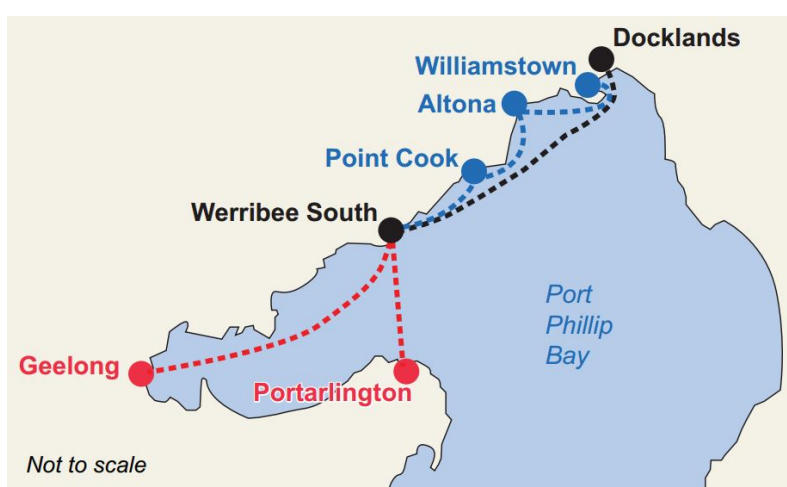 Docklands
Williamstown
Altona
Point Cook
Werribee South
Port
Phillip
Bay
Geelong
Portarlington
Not to scale